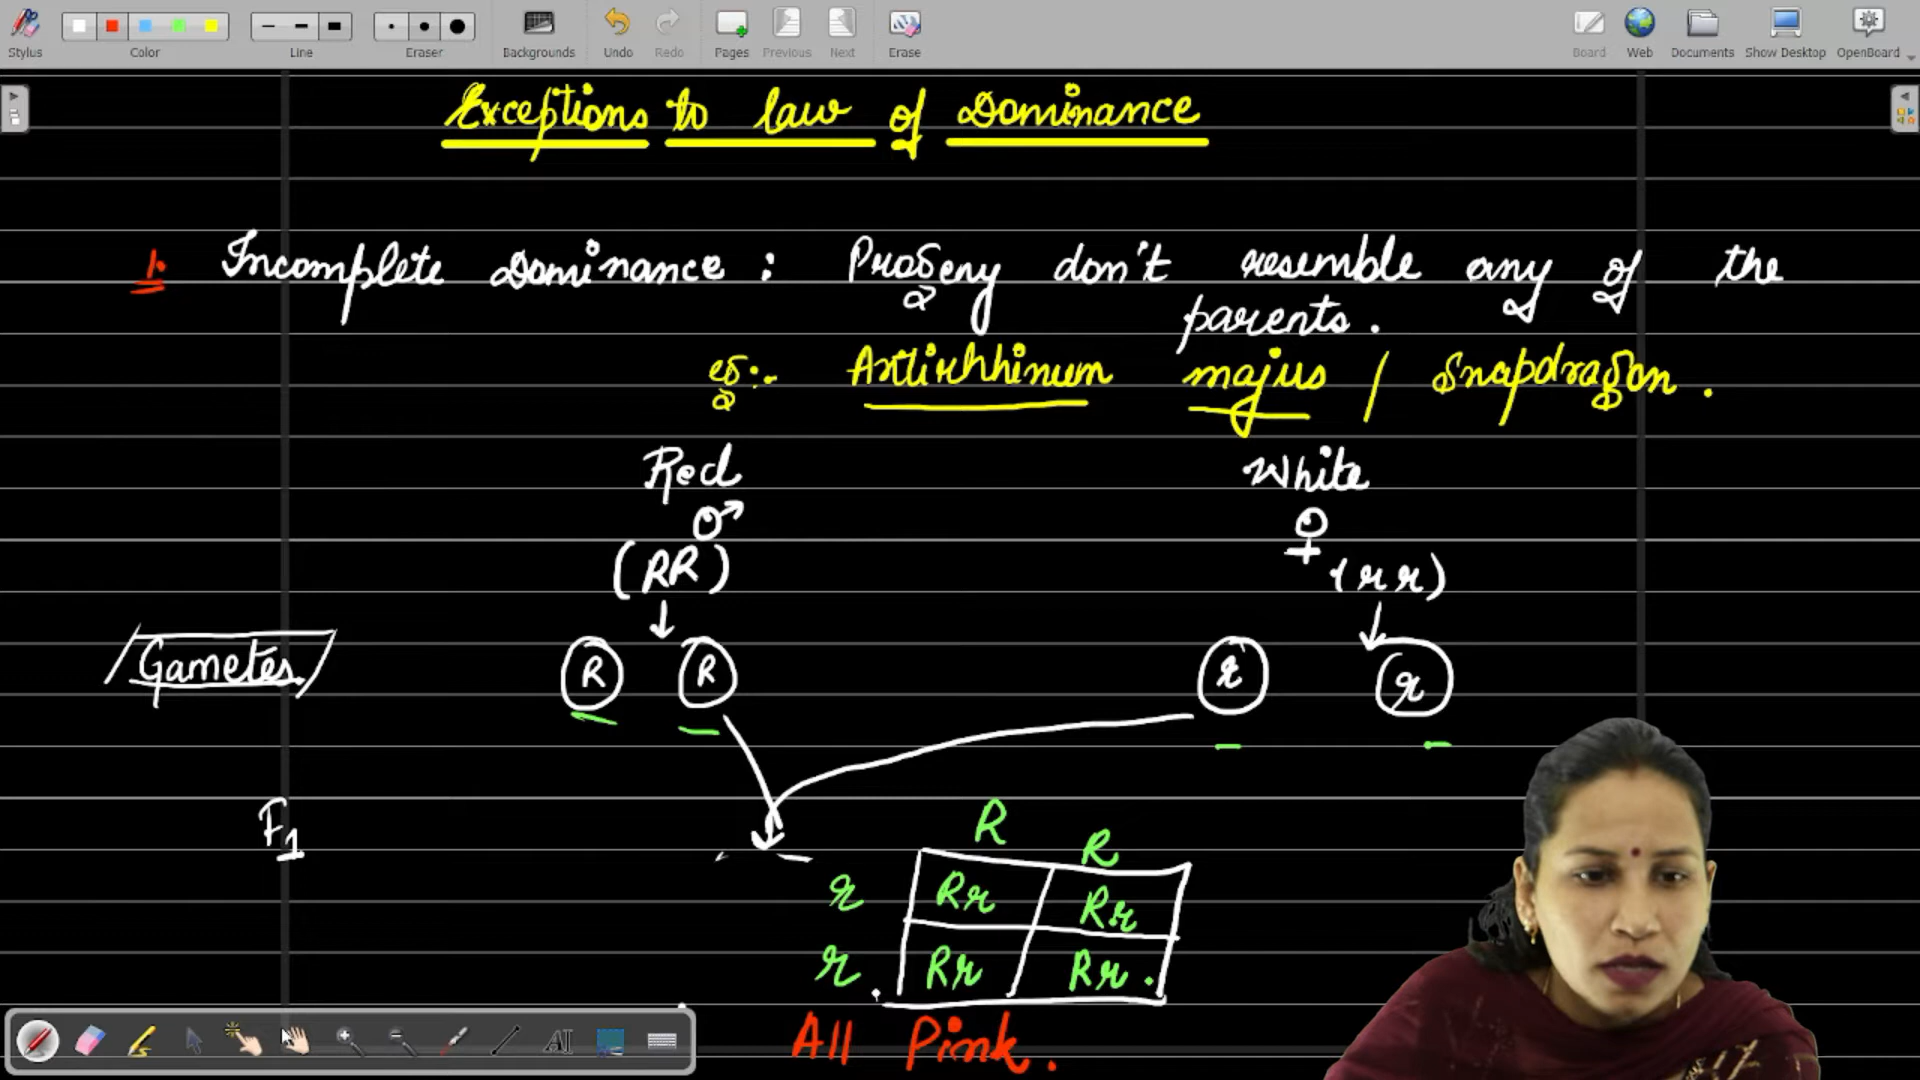 Stylus Color Line Eraser Backgrounds Undo Redo Pages Previous Next Erase Board Web Documents Show Desktop OpenBoard
Exceptions to law of Dominance
1. Incomplete Dominance : Progeny don't resemble any of the
parents.
eg:- Antirhhinum majus / Snapdragon.
Red White
♂ ♀
(RR) (rr)
Gametes R R r r
F1
R R
r Rr Rr
r. Rr Rr.
All Pink.